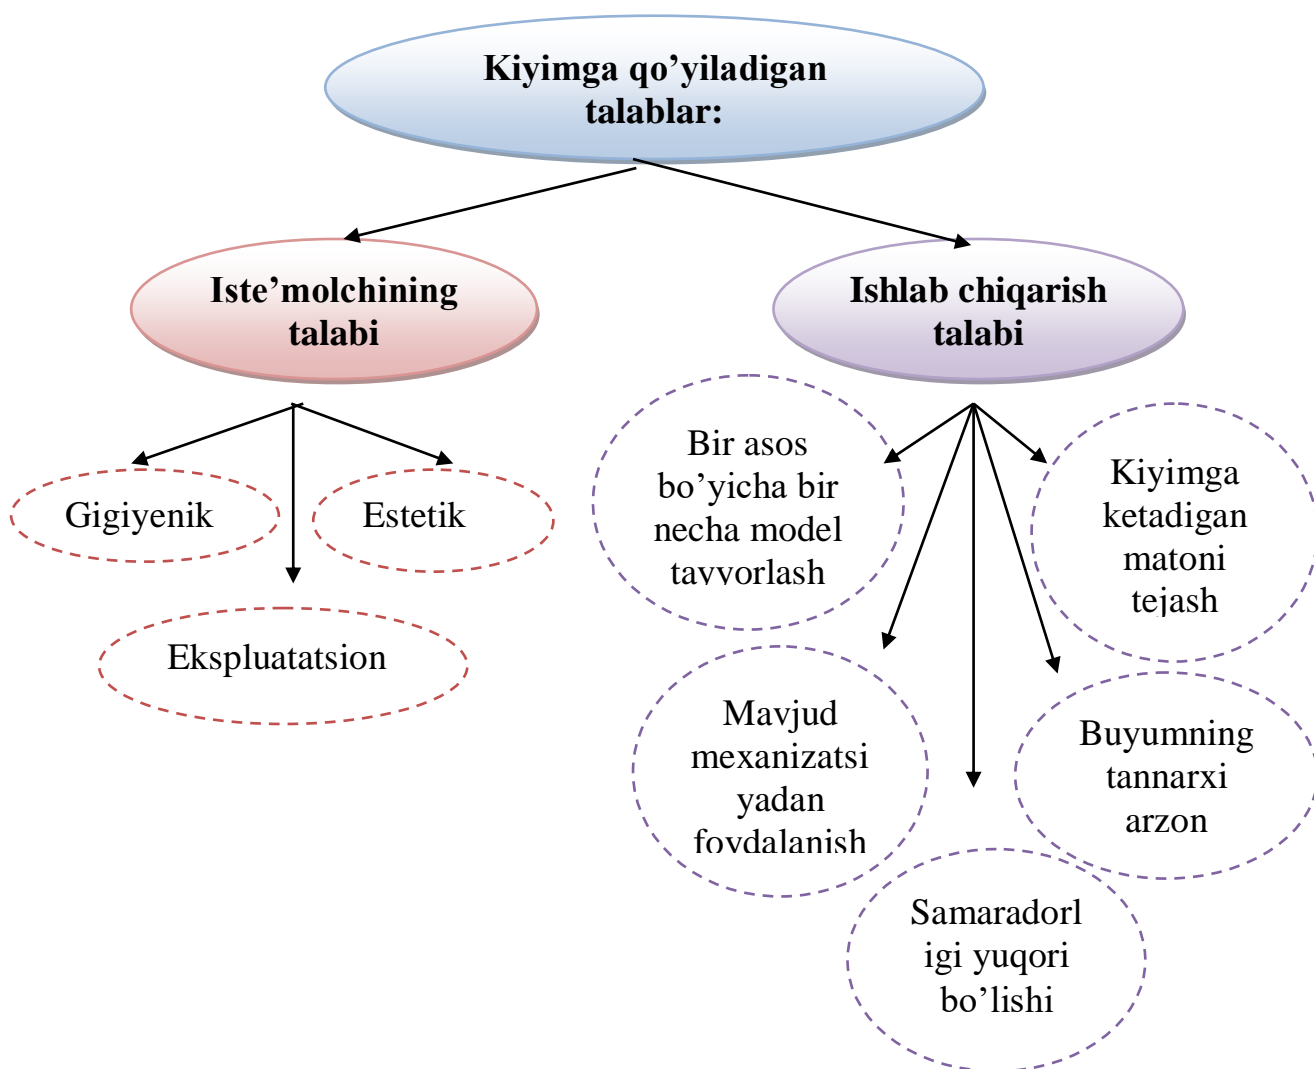 Kiyimga qo’yiladigan
talablar:
Iste’molchining
talabi
Ishlab chiqarish
talabi
Gigiyenik
Estetik
Ekspluatatsion
Bir asos
bo’yicha bir
necha model
tayyorlash
Kiyimga
ketadigan
matoni
tejash
Mavjud
mexanizatsi
yadan
foydalanish
Buyumning
tannarxi
arzon
Samaradorl
igi yuqori
bo’lishi